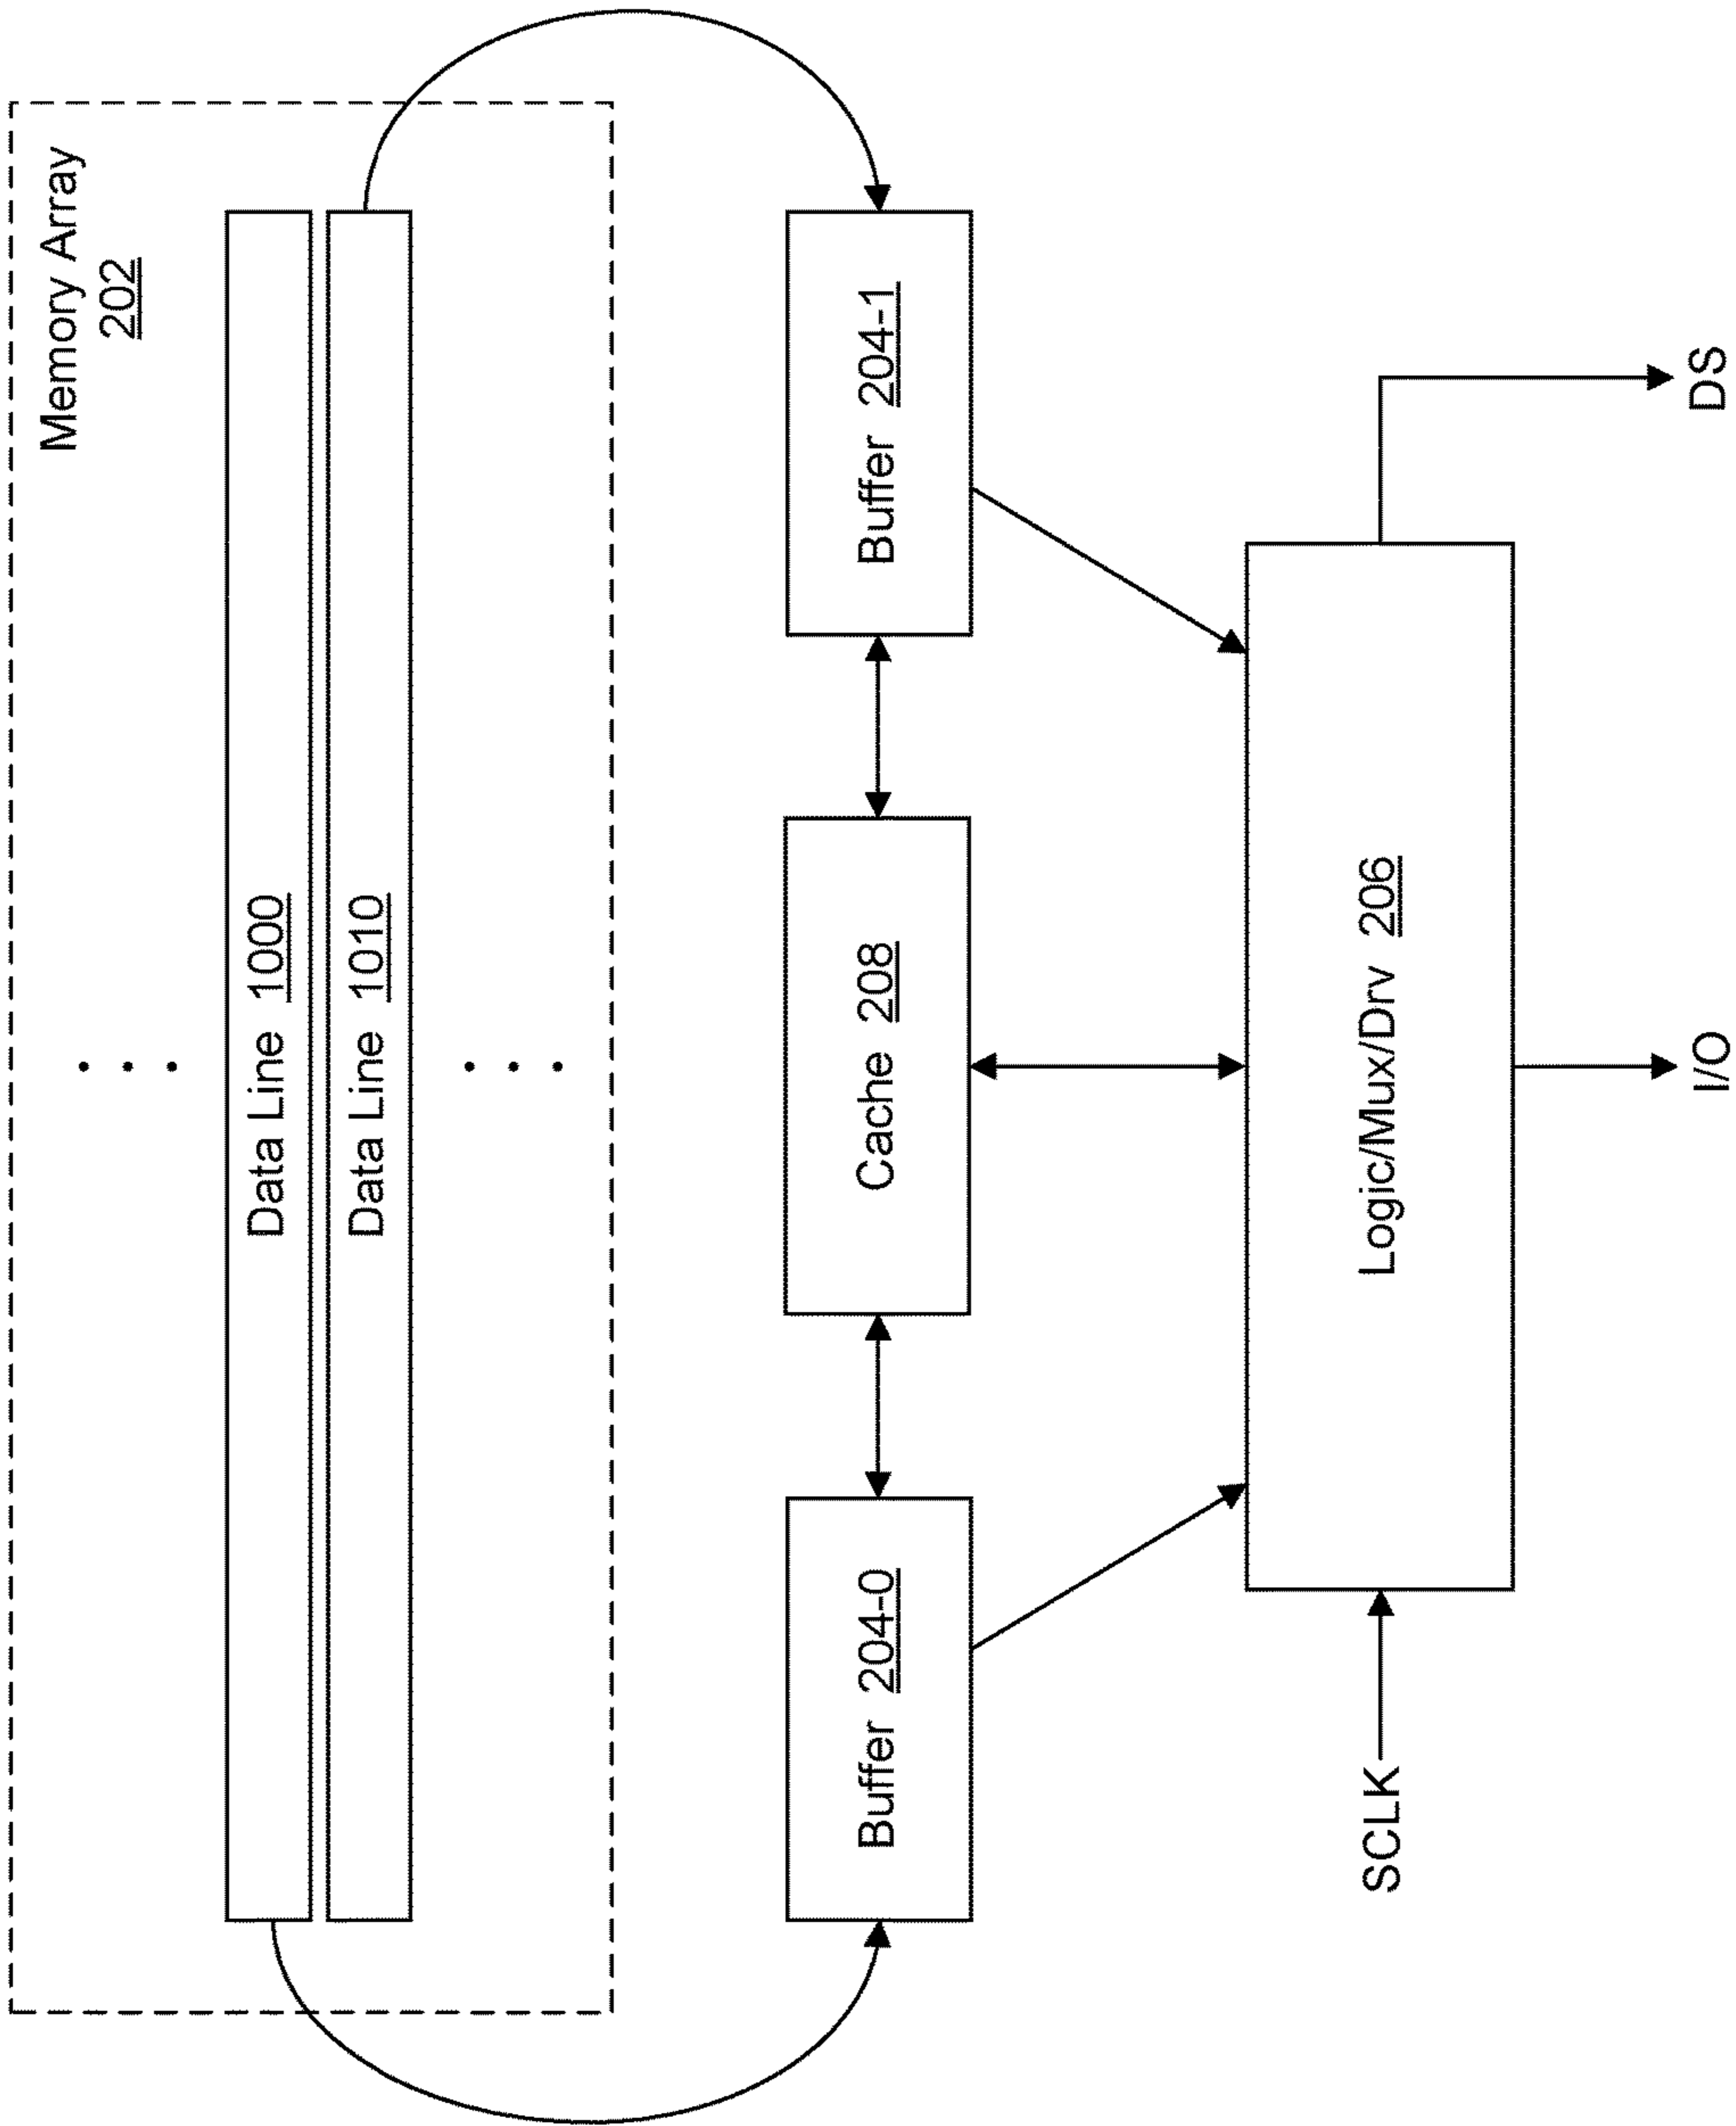 Memory Array
202
Data Line 1000
Data Line 1010
Buffer 204-0
Cache 208
Buffer 204-1
Logic/Mux/Drv 206
SCLK
I/O
DS